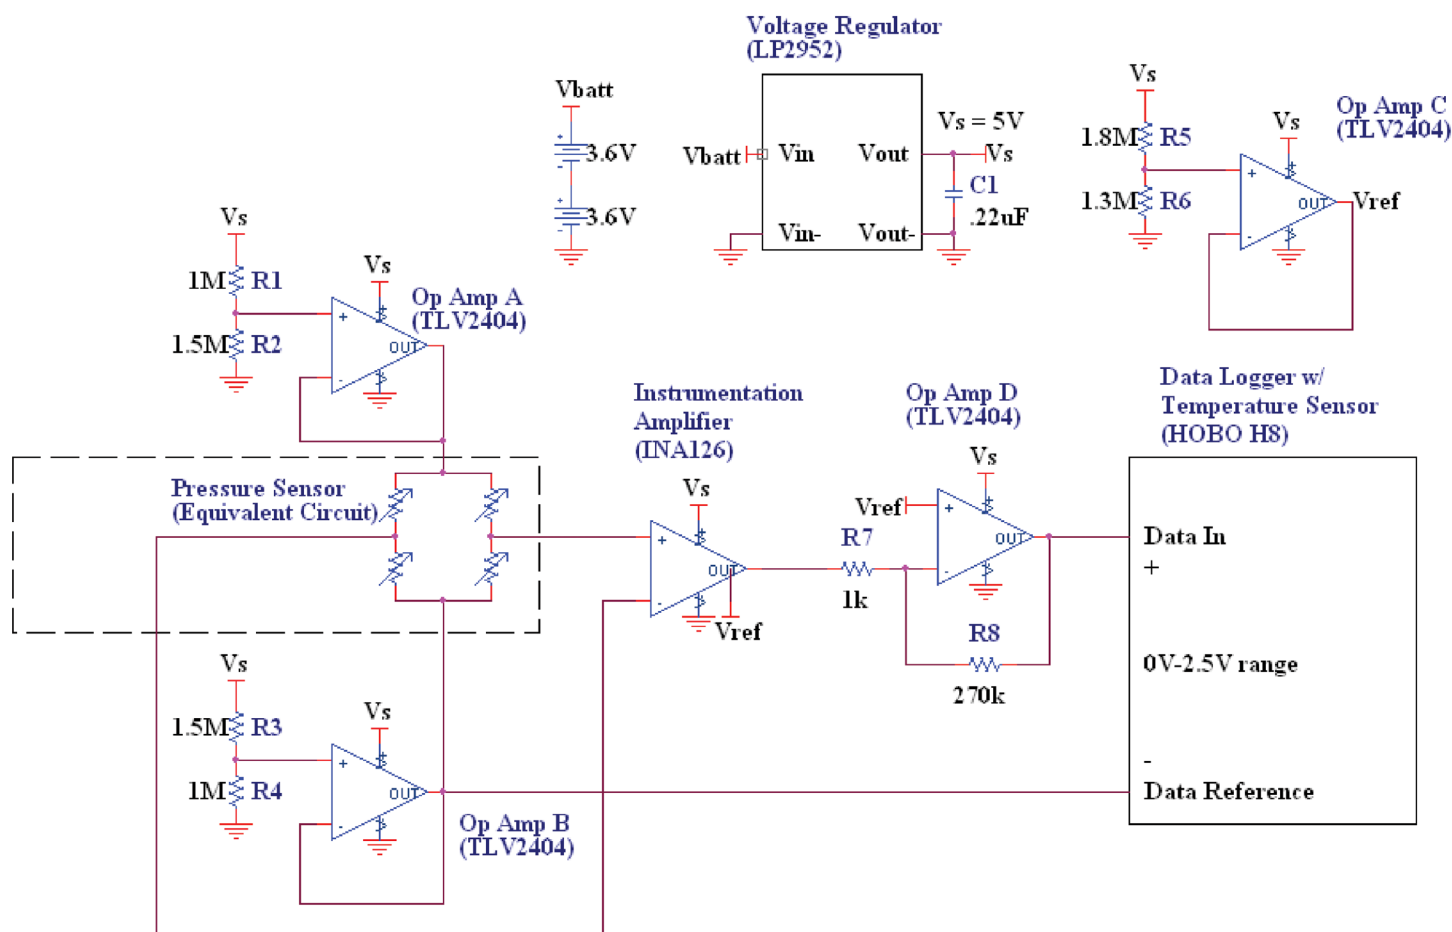 Voltage Regulator
(LP2952)
Vbatt
3.6V
3.6V
Vbatt
Vin
Vout
Vin-
Vout-
Vs = 5V
Vs
C1
.22uF
Vs
1.8M
R5
1.3M
R6
Vs
Op Amp C
(TLV2404)
+
-
OUT
Vref
Vs
1M
R1
1.5M
R2
Vs
Op Amp A
(TLV2404)
+
-
OUT
Pressure Sensor
(Equivalent Circuit)
Instrumentation
Amplifier
(INA126)
Vs
+
-
OUT
Vref
R7
1k
Op Amp D
(TLV2404)
Vs
Vref
+
-
OUT
R8
270k
Data Logger w/
Temperature Sensor
(HOBO H8)
Data In
+
0V-2.5V range
-
Data Reference
Vs
1.5M
R3
1M
R4
Vs
+
-
OUT
Op Amp B
(TLV2404)